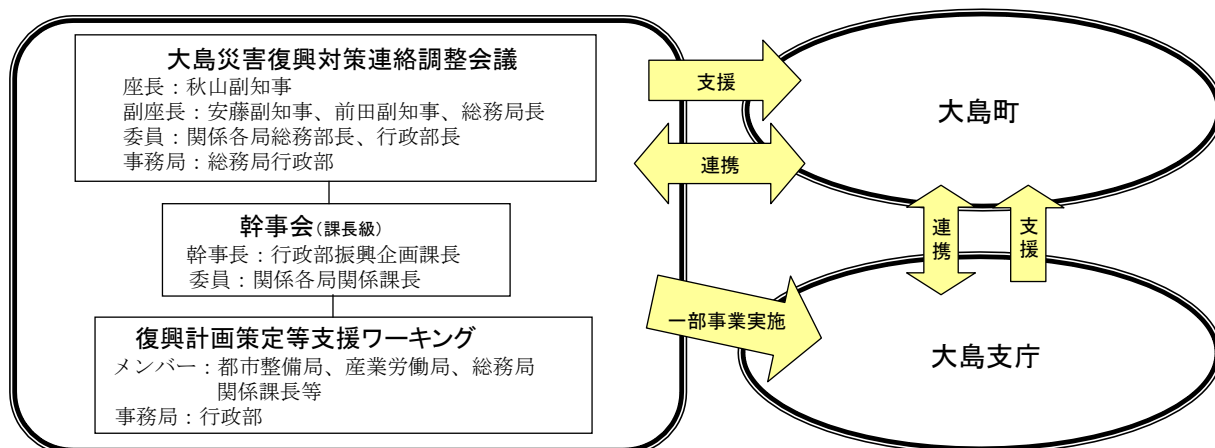 大島災害復興対策連絡調整会議
座長：秋山副知事
副座長：安藤副知事、前田副知事、総務局長
委員：関係各局総務部長、行政部長
事務局：総務局行政部
幹事会(課長級)
幹事長：行政部振興企画課長
委員：関係各局関係課長
復興計画策定等支援ワーキング
メンバー：都市整備局、産業労働局、総務局
関係課長等
事務局：行政部
支援
連携
一部事業実施
大島町
連携
支援
大島支庁